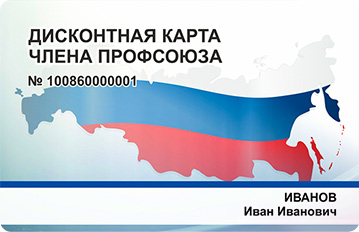 ДИСКОНТНАЯ КАРТА
ЧЛЕНА ПРОФСОЮЗА
№ 100860000001
ИВАНОВ
Иван Иванович